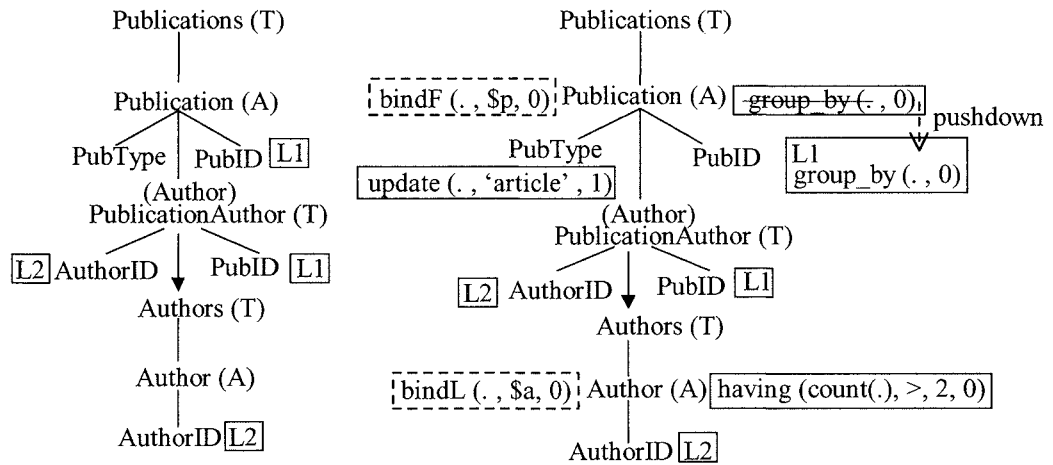 Publications (T)
Publication (A)
PubType PubID L1
(Author)
PublicationAuthor (T)
L2 AuthorID PubID L1
Authors (T)
Author (A)
AuthorID L2
Publications (T)
bindF (. , $p, 0) Publication (A) group_by (. , 0)
pushdown
PubType PubID L1
update (. , ‘article’ , 1) group_by (. , 0)
(Author)
PublicationAuthor (T)
L2 AuthorID PubID L1
Authors (T)
bindL (. , $a, 0) Author (A) having (count(.), >, 2, 0)
AuthorID L2